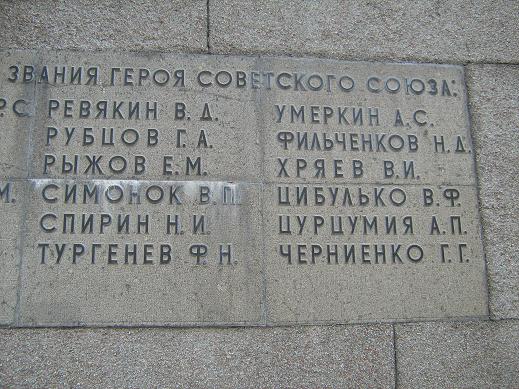 ЗВАНИЯ ГЕРОЯ СОВЕТСКОГО СОЮЗА:
Р.С. РЕВЯКИН В.Д. УМЕРКИН А.С.
РУБЦОВ Г.А. ФИЛЬЧЕНКОВ Н.Д.
РЫЖОВ Е.М. ХРЯЕВ В.И.
М. СИМОНОК В.П. ЦИБУЛЬКО В.Ф.
СПИРИН Н.И. ЦУРЦУМИЯ А.П.
ТУРГЕНЕВ Ф.Н. ЧЕРНИЕНКО Г.Г.